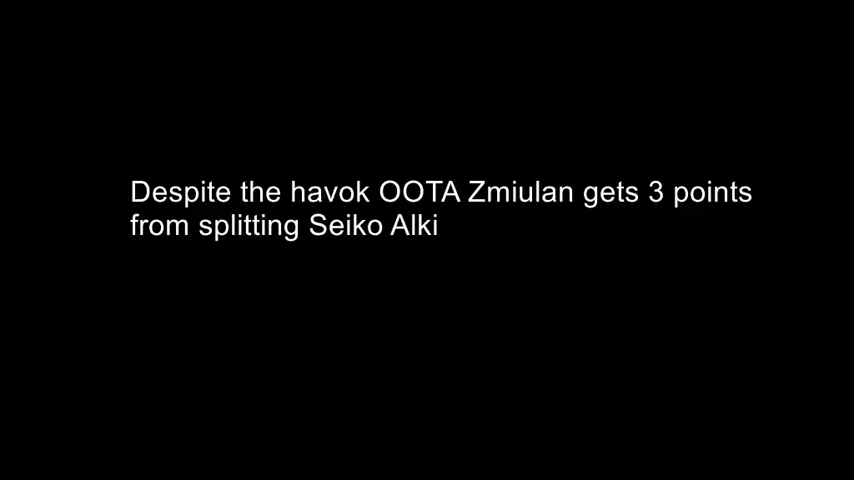 Despite the havok OOTA Zmiulan gets 3 points
from splitting Seiko Alki